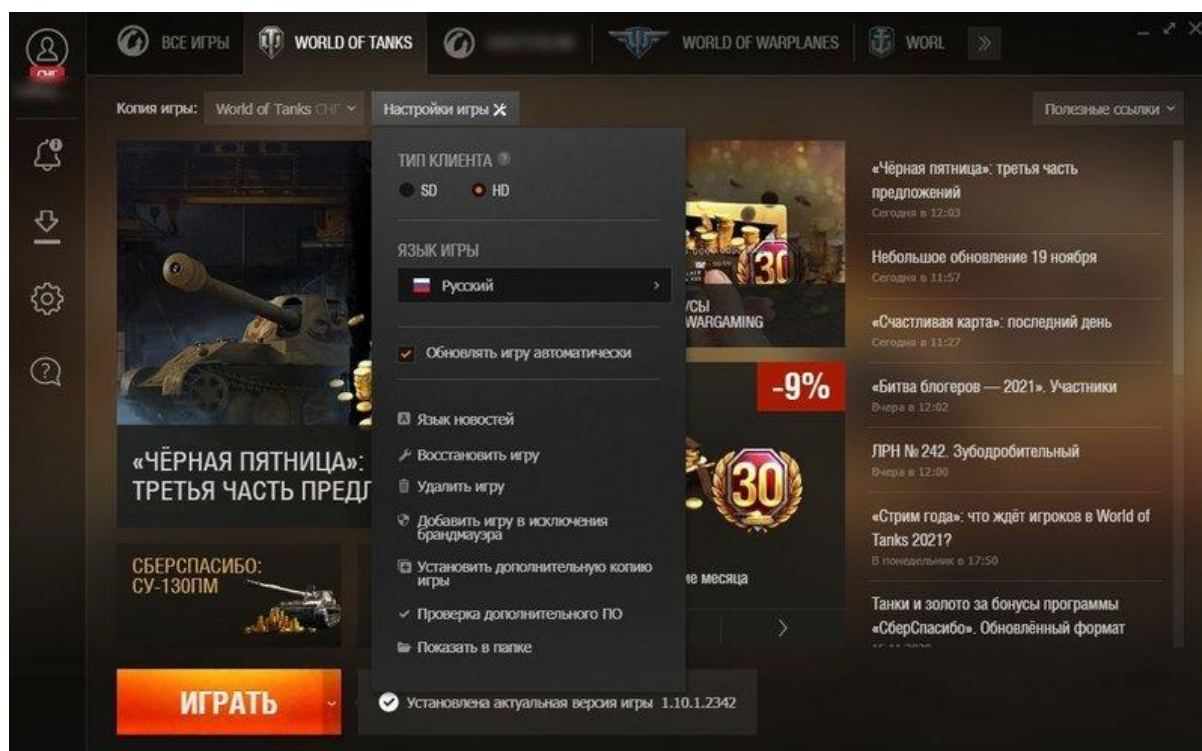 ВСЕ ИГРЫ
WORLD OF TANKS
WORLD OF WARPLANES
WORL
СНГ
Копия игры: World of Tanks СНГ
Настройки игры
Полезные ссылки
ТИП КЛИЕНТА ?
SD HD
ЯЗЫК ИГРЫ
Русский
Обновлять игру автоматически
Язык новостей
Восстановить игру
Удалить игру
Добавить игру в исключения
брандмауэра
Установить дополнительную копию
игры
Проверка дополнительного ПО
Показать в папке
«ЧЁРНАЯ ПЯТНИЦА»:
ТРЕТЬЯ ЧАСТЬ ПРЕДЛ
СБЕРСПАСИБО:
СУ-130ПМ
30
УСЫ
WARGAMING
-9%
30
ие месяца
«Чёрная пятница»: третья часть
предложений
Сегодня в 12:03
Небольшое обновление 19 ноября
Сегодня в 11:57
«Счастливая карта»: последний день
Сегодня в 11:27
«Битва блогеров — 2021». Участники
Вчера в 12:02
ЛРН № 242. Зубодробительный
Вчера в 12:00
«Стрим года»: что ждёт игроков в World of
Tanks 2021?
В понедельник в 17:50
Танки и золото за бонусы программы
«СберСпасибо». Обновлённый формат
ИГРАТЬ
Установлена актуальная версия игры 1.10.1.2342